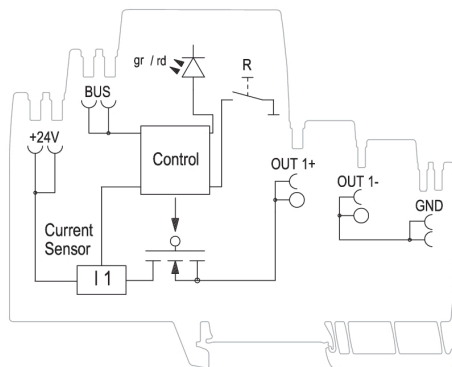 gr / rd
R
BUS
+24V
Control
OUT 1+
OUT 1-
GND
Current
Sensor
I 1